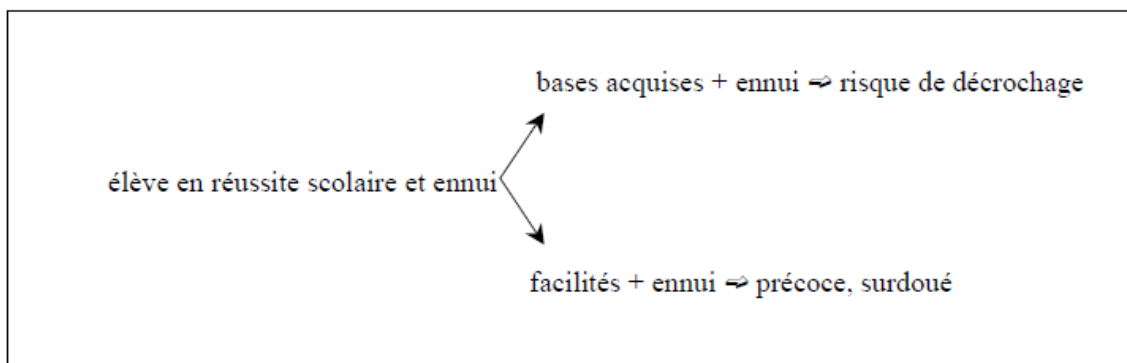 bases acquises + ennui ➫ risque de décrochage
élève en réussite scolaire et ennui
facilités + ennui ➫ précoce, surdoué